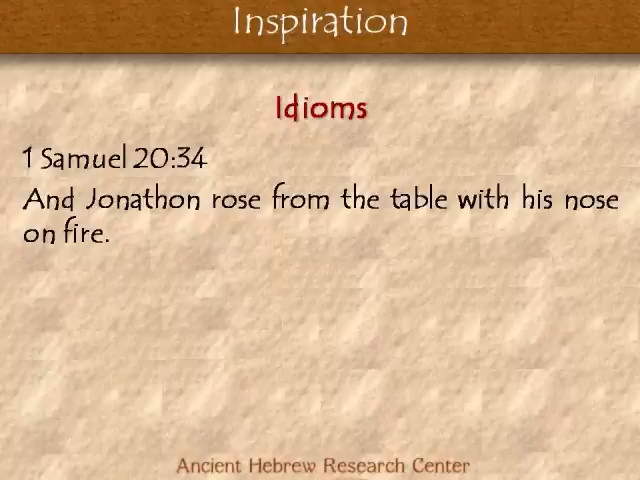 Inspiration
Idioms
1 Samuel 20:34
And Jonathon rose from the table with his nose
on fire.
Ancient Hebrew Research Center